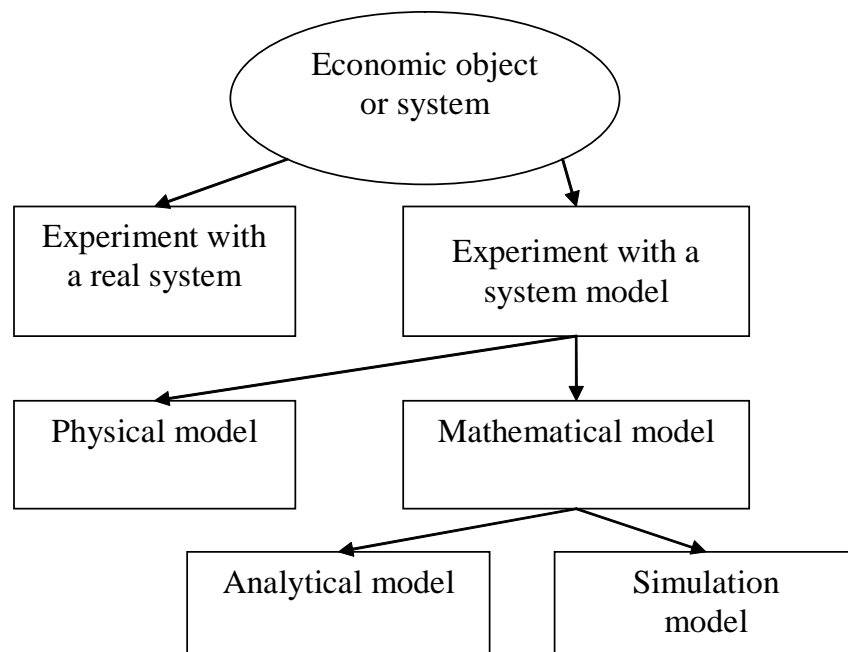 Economic object
or system
Experiment with
a real system
Experiment with a
system model
Physical model
Mathematical model
Analytical model
Simulation
model